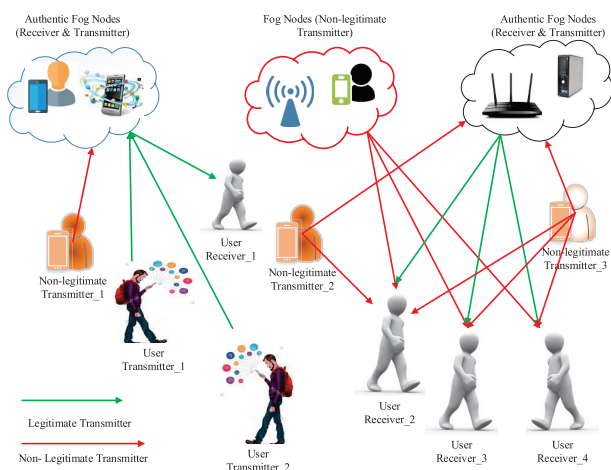 Authentic Fog Nodes
(Receiver & Transmitter)
Fog Nodes (Non-legitimate
Transmitter)
Authentic Fog Nodes
(Receiver & Transmitter)
User
Receiver_1
Non-legitimate
Transmitter_1
Non-legitimate
Transmitter_2
Non-legitimate
Transmitter_3
User
Transmitter_1
User
Receiver_2
User
Receiver_3
User
Receiver_4
User
Transmitter_2
Legitimate Transmitter
Non- Legitimate Transmitter